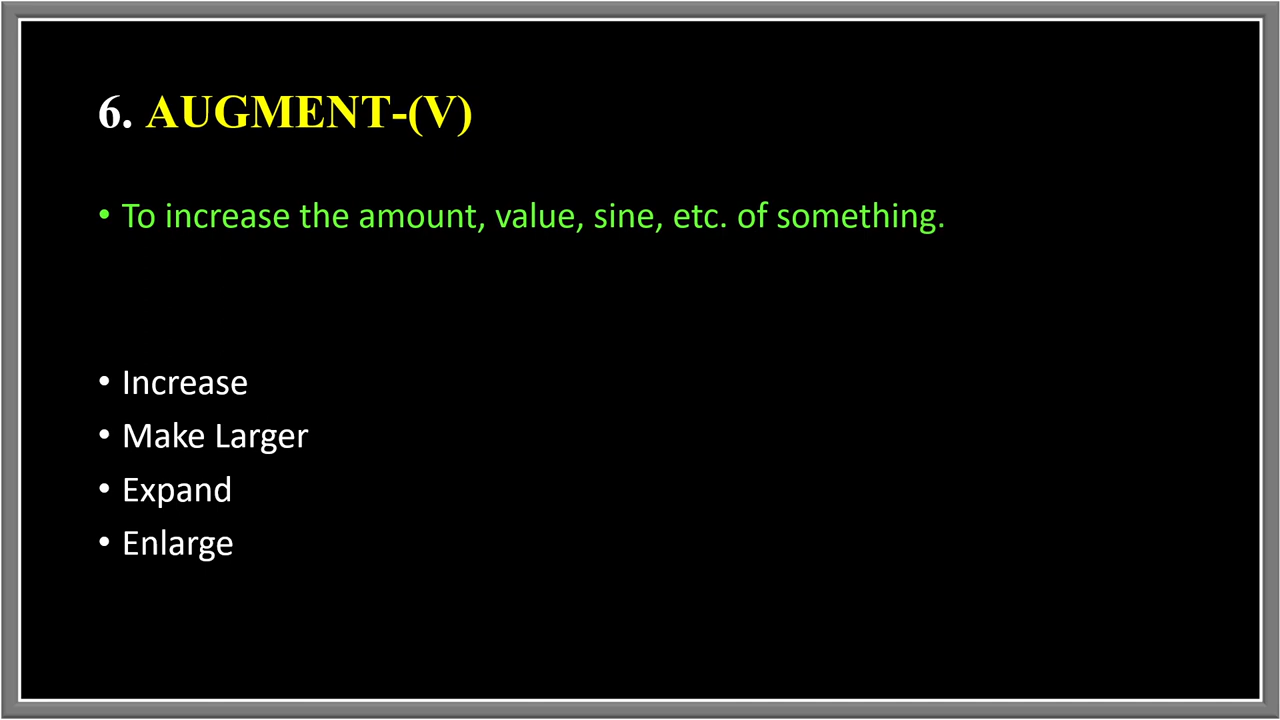 6. AUGMENT-(V)
• To increase the amount, value, sine, etc. of something.
• Increase
• Make Larger
• Expand
• Enlarge